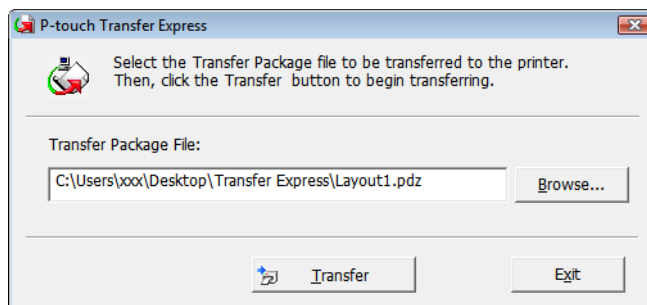 P-touch Transfer Express
Select the Transfer Package file to be transferred to the printer.
Then, click the Transfer button to begin transferring.
Transfer Package File:
C:\Users\xxx\Desktop\Transfer Express\Layout1.pdz
Browse...
Transfer
Exit